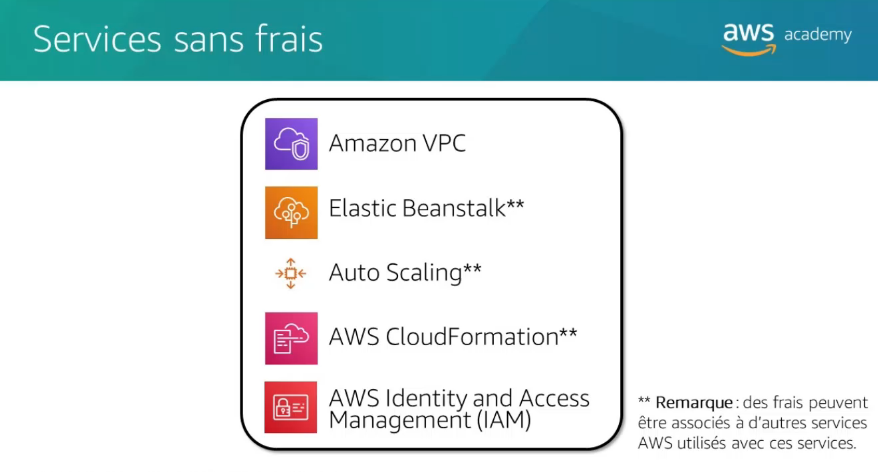 Services sans frais
aws academy
Amazon VPC
Elastic Beanstalk**
Auto Scaling**
AWS CloudFormation**
AWS Identity and Access
Management (IAM)
** Remarque : des frais peuvent
être associés à d'autres services
AWS utilisés avec ces services.